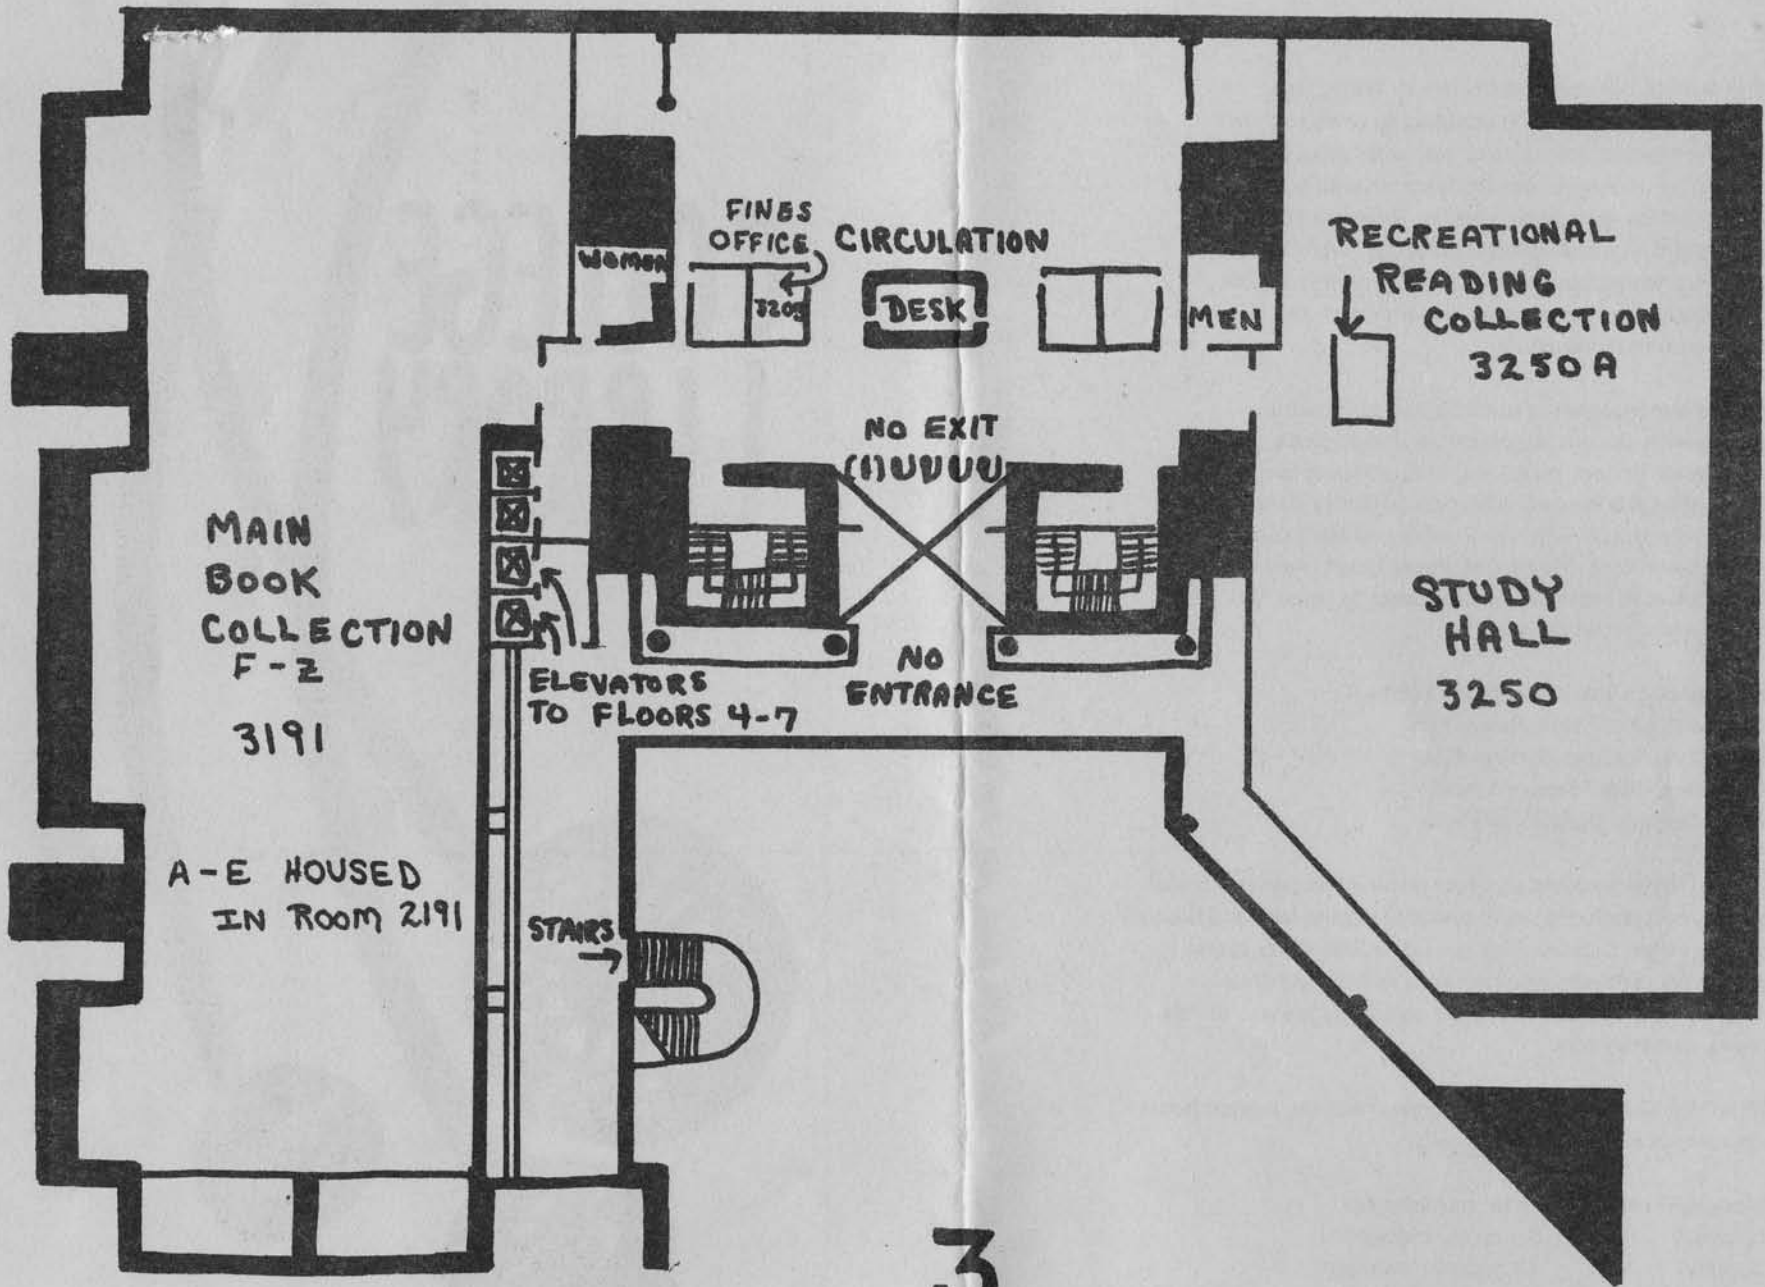 FINES
OFFICE
CIRCULATION
WOMEN
3205
DESK
MEN
RECREATIONAL
READING
COLLECTION
3250A
NO EXIT
MAIN
BOOK
COLLECTION
F-Z
3191
ELEVATORS
TO FLOORS 4-7
NO
ENTRANCE
STUDY
HALL
3250
A-E HOUSED
IN ROOM 2191
STAIRS
3